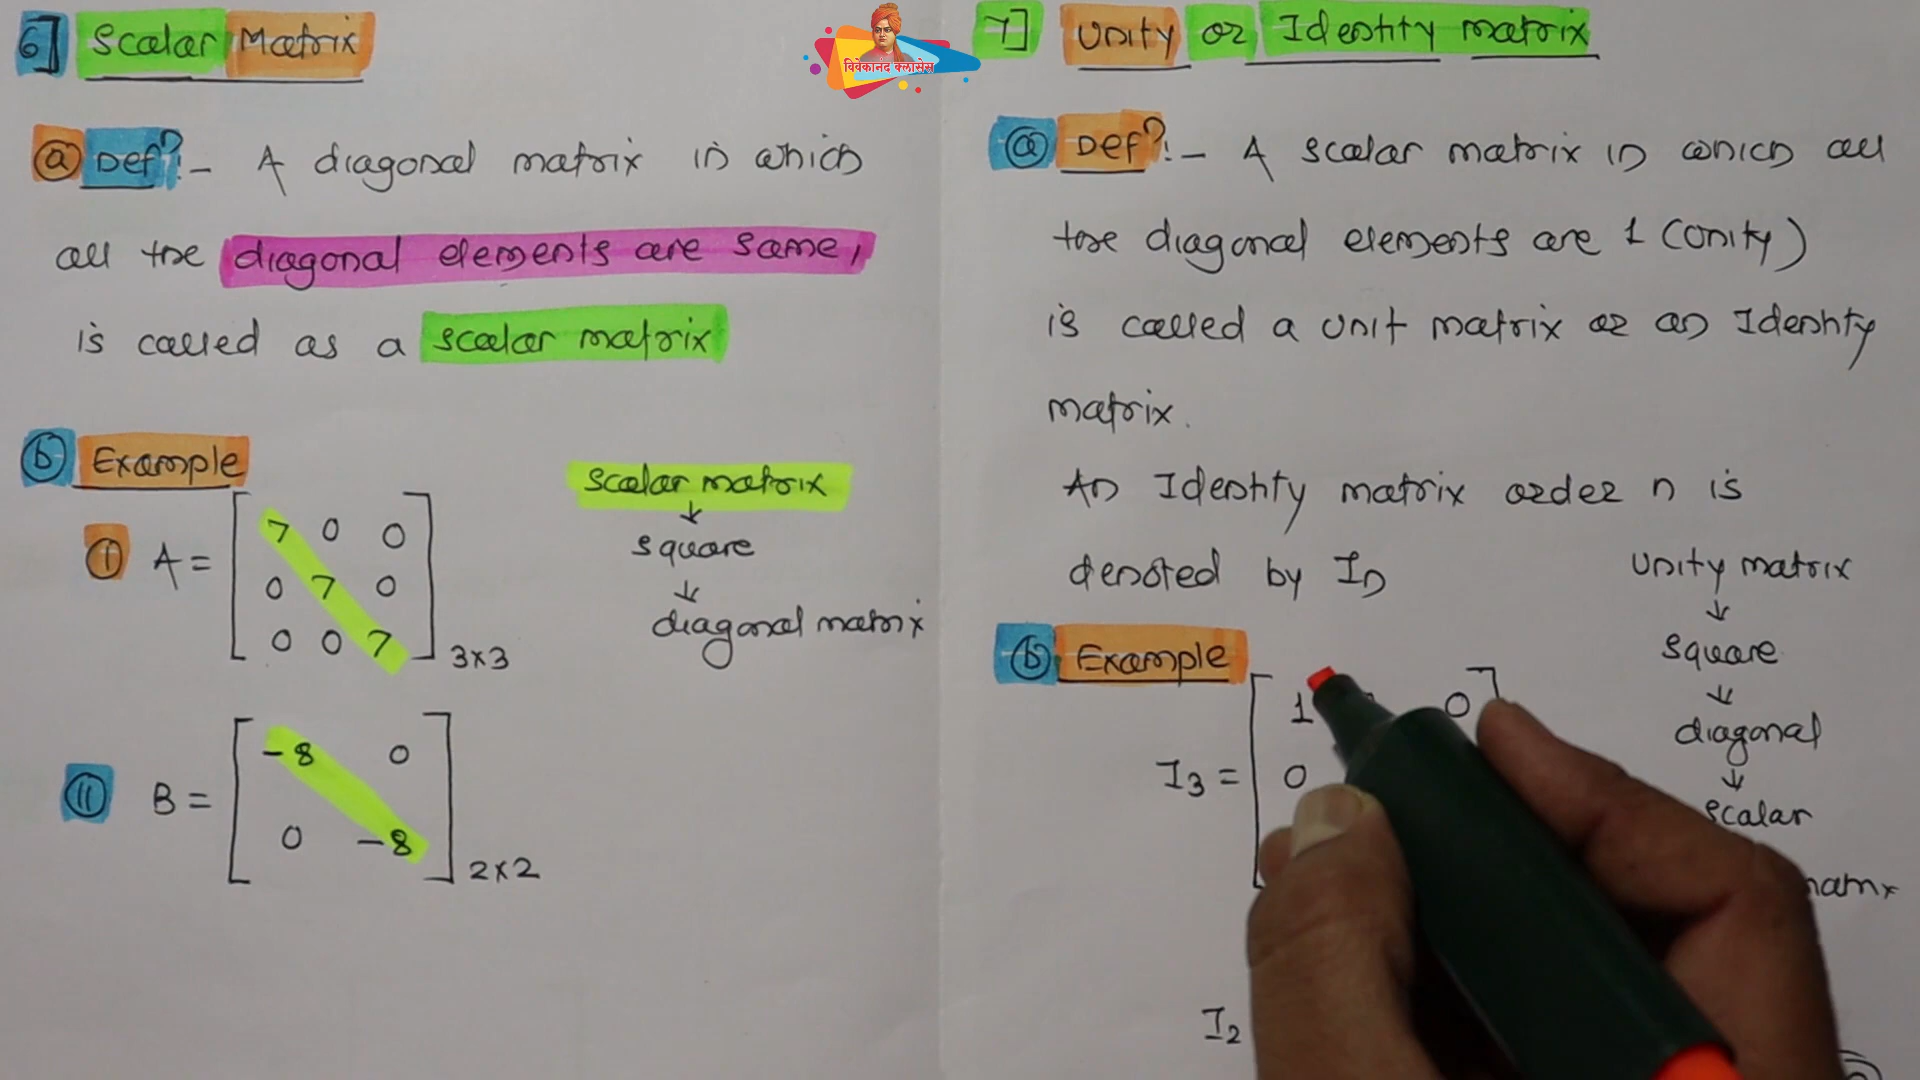 6] Scalar Matrix
a Defn:- A diagonal matrix in which
all the diagonal elements are same,
is called as a scalar matrix
b Example
i A = [ 7 0 0
0 7 0
0 0 7 ] 3x3
scalar matrix
↓
square
↓
diagonal matrix
ii B = [ -8 0
0 -8 ] 2x2
विवेकानंद क्लासेस
7] Unity or Identity matrix
a Defn:- A scalar matrix in which all
the diagonal elements are 1 (unity)
is called a unit matrix or an Identity
matrix.
An Identity matrix order n is
denoted by In
b Example
I3 = [ 1 0
0
I2
Unity matrix
↓
square
↓
diagonal
↓
scalar